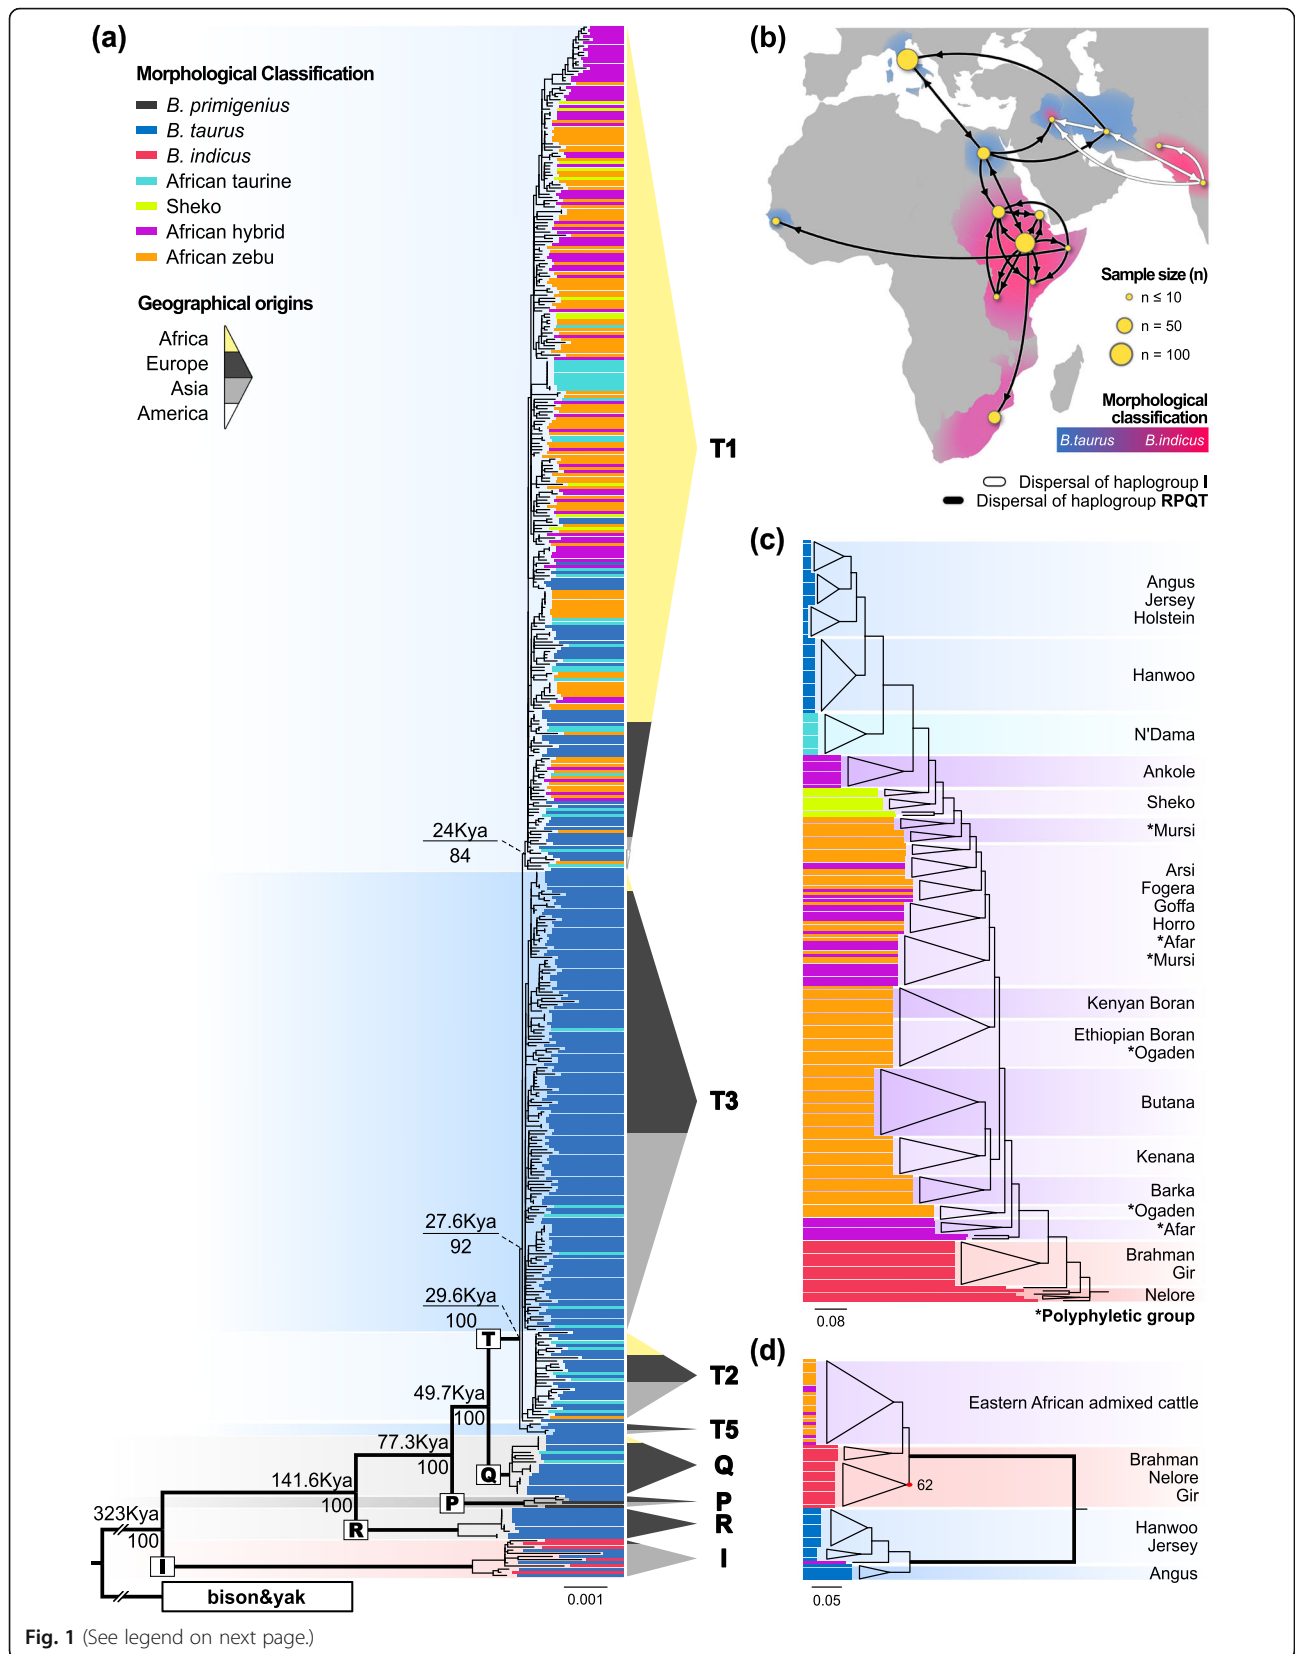 (a)
Morphological Classification
B. primigenius
B. taurus
B. indicus
African taurine
Sheko
African hybrid
African zebu
Geographical origins
Africa
Europe
Asia
America
T1
24Kya
84
T3
27.6Kya
92
29.6Kya
100
T
T2
49.7Kya
100
T5
77.3Kya
100
Q
Q
141.6Kya
100
P
P
323Kya
100
R
R
I
I
bison&yak
0.001
(b)
Sample size (n)
n ≤ 10
n = 50
n = 100
Morphological
classification
B.taurus B.indicus
Dispersal of haplogroup I
Dispersal of haplogroup RPQT
(c)
Angus
Jersey
Holstein
Hanwoo
N'Dama
Ankole
Sheko
*Mursi
Arsi
Fogera
Goffa
Horro
*Afar
*Mursi
Kenyan Boran
Ethiopian Boran
*Ogaden
Butana
Kenana
Barka
*Ogaden
*Afar
Brahman
Gir
Nelore
0.08
*Polyphyletic group
(d)
Eastern African admixed cattle
Brahman
Nelore
Gir
62
Hanwoo
Jersey
Angus
0.05
Fig. 1 (See legend on next page.)